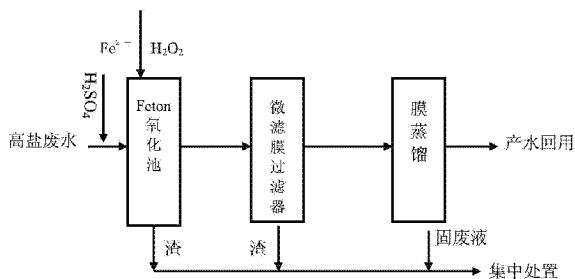 Fe²⁺ H₂O₂
H₂SO₄
高盐废水
Feton
氧化池
微滤膜过滤器
膜蒸馏
产水回用
渣
渣
固废液
集中处置